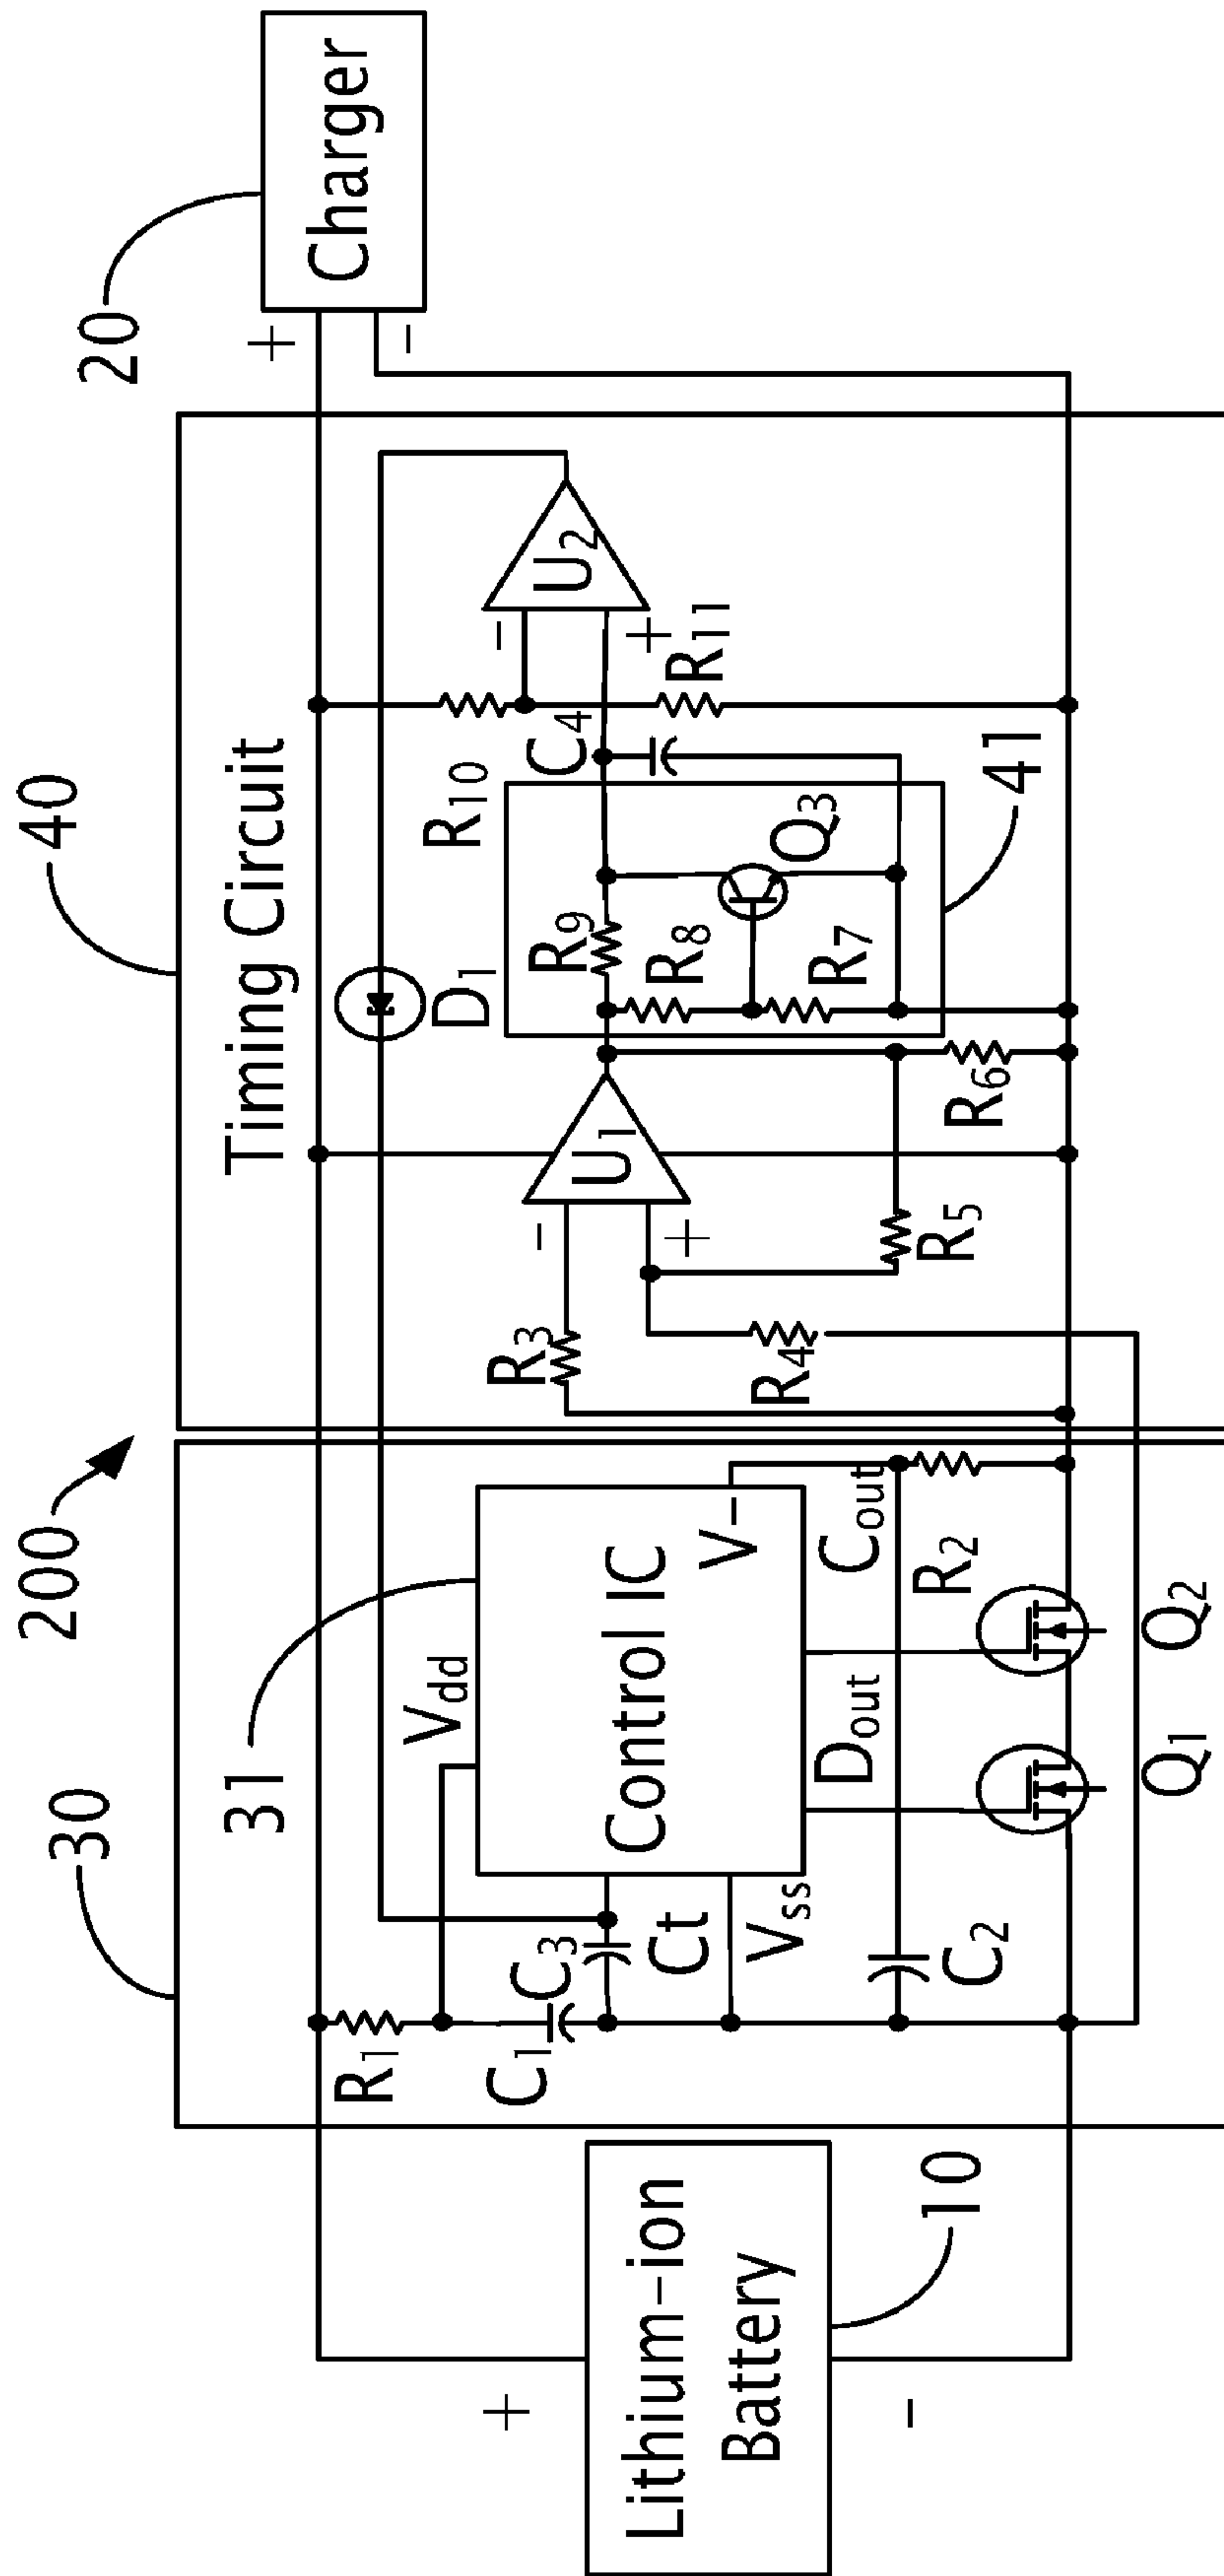 200
30
40
20
31
Timing Circuit
+
-
Charger
Lithium-ion
Battery
+
-
10
R1
Vdd
C1
C3
Ct
Vss
Control IC
V-
Dout
Cout
C2
R2
Q1
Q2
D1
R3
R4
-
+
U1
R5
R6
R9
R8
R7
Q3
41
R10
C4
R11
-
+
U2